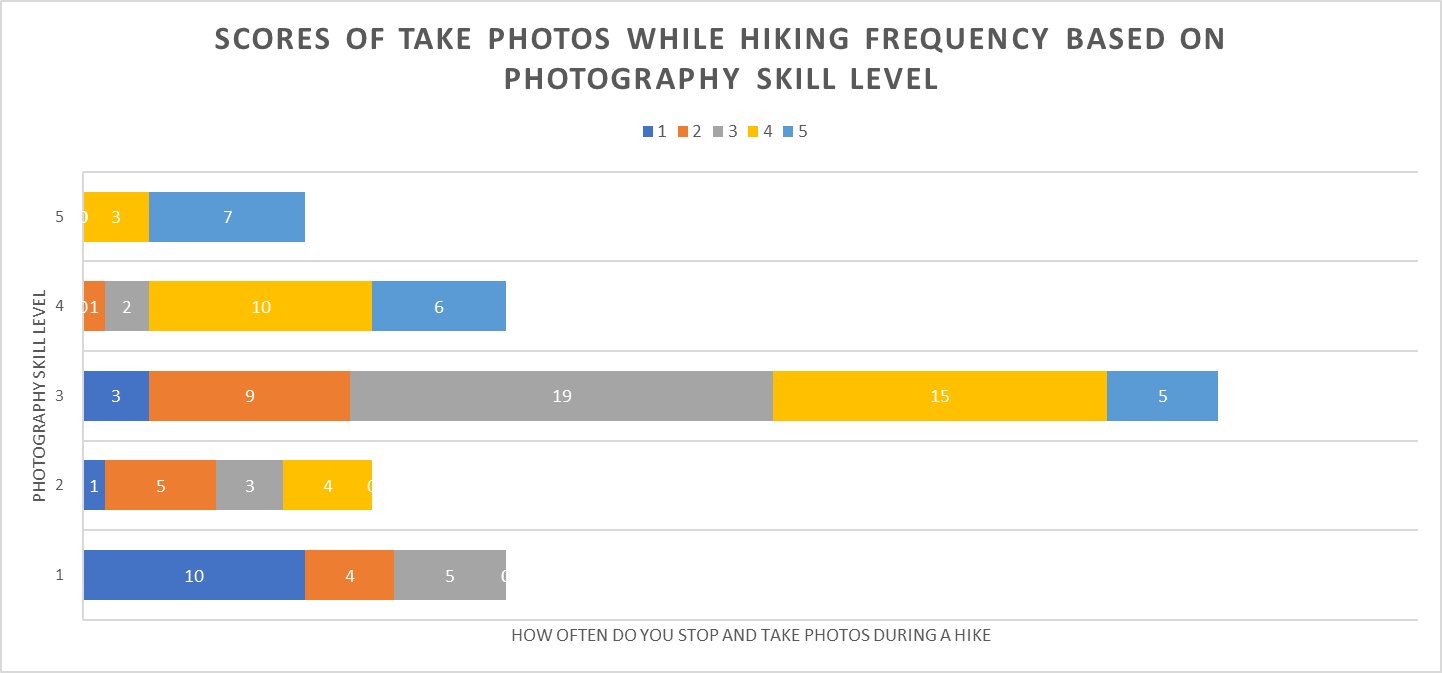 SCORES OF TAKE PHOTOS WHILE HIKING FREQUENCY BASED ON
PHOTOGRAPHY SKILL LEVEL
1 2 3 4 5
PHOTOGRAPHY SKILL LEVEL
5 0 3 7
4 0 1 2 10 6
3 3 9 19 15 5
2 1 5 3 4 0
1 10 4 5 0
HOW OFTEN DO YOU STOP AND TAKE PHOTOS DURING A HIKE